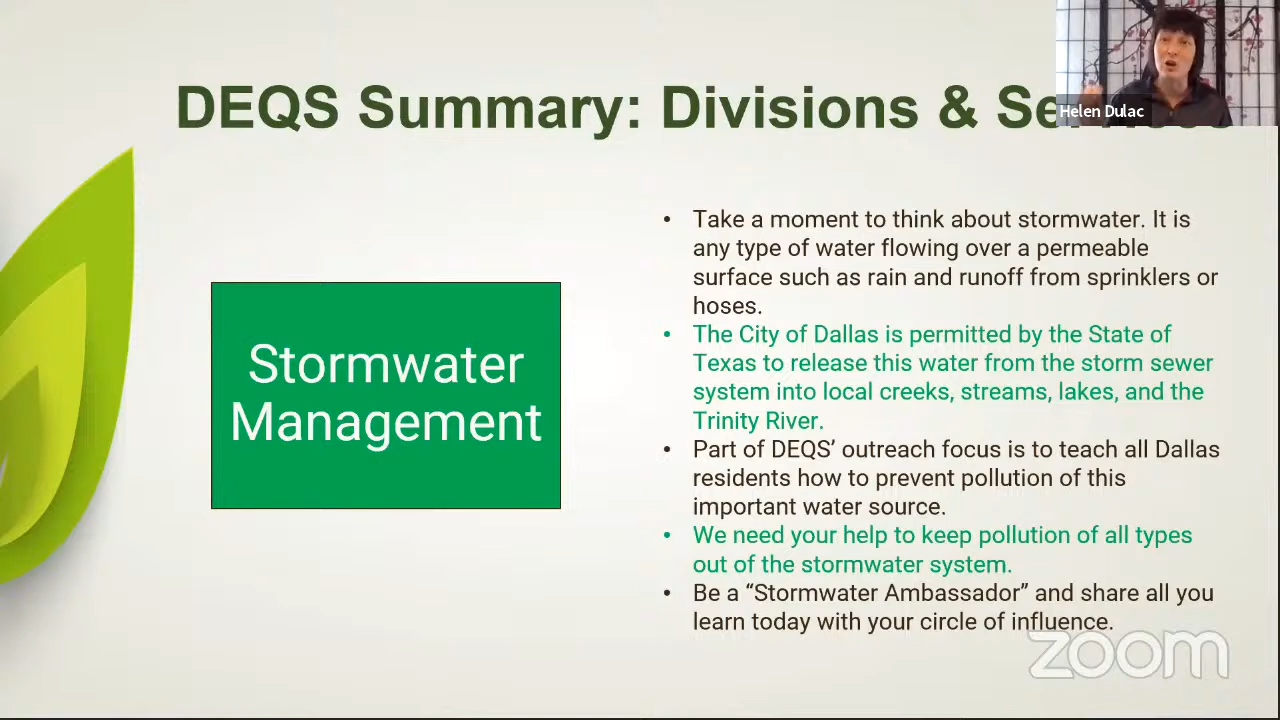 DEQS Summary: Divisions &
Helen Dulac
Stormwater
Management
• Take a moment to think about stormwater. It is
any type of water flowing over a permeable
surface such as rain and runoff from sprinklers or
hoses.
• The City of Dallas is permitted by the State of
Texas to release this water from the storm sewer
system into local creeks, streams, lakes, and the
Trinity River.
• Part of DEQS’ outreach focus is to teach all Dallas
residents how to prevent pollution of this
important water source.
• We need your help to keep pollution of all types
out of the stormwater system.
• Be a “Stormwater Ambassador” and share all you
learn today with your circle of influence.
zoom